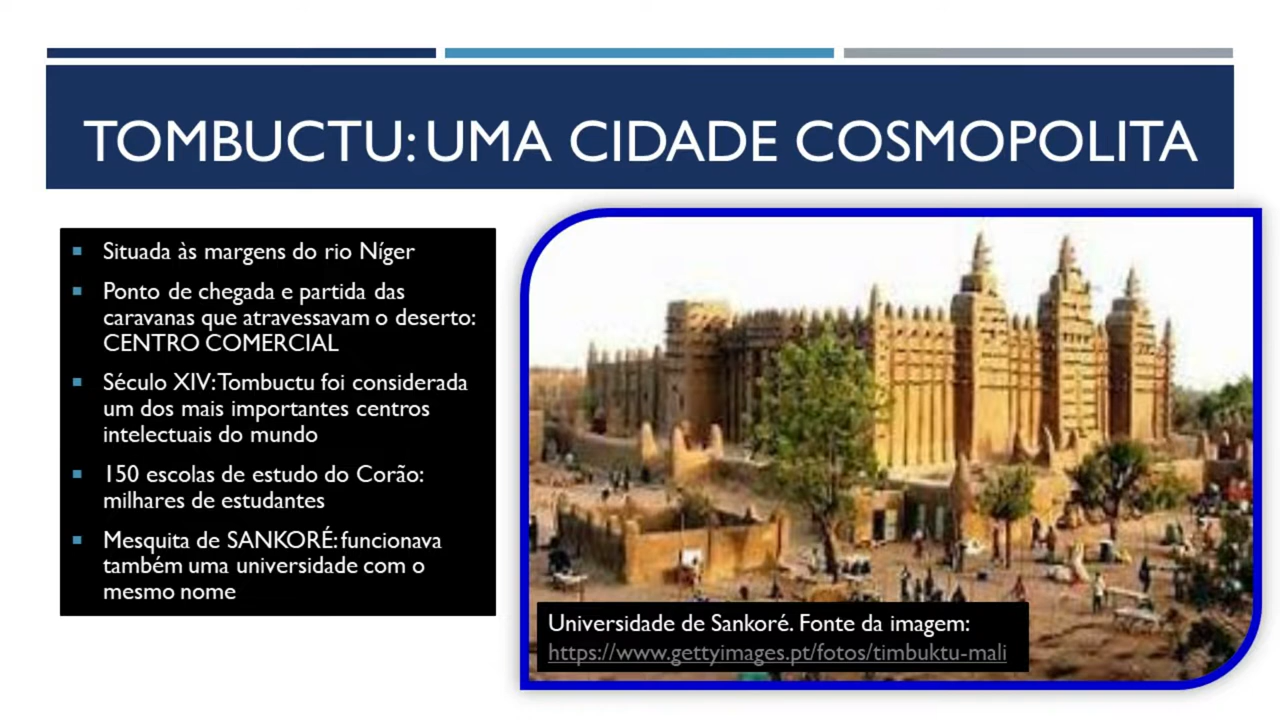 TOMBUCTU: UMA CIDADE COSMOPOLITA
Situada às margens do rio Níger
Ponto de chegada e partida das
caravanas que atravessavam o deserto:
CENTRO COMERCIAL
Século XIV: Tombuctu foi considerada
um dos mais importantes centros
intelectuais do mundo
150 escolas de estudo do Corão:
milhares de estudantes
Mesquita de SANKORÉ: funcionava
também uma universidade com o
mesmo nome
Universidade de Sankoré. Fonte da imagem:
https://www.gettyimages.pt/fotos/timbuktu-mali